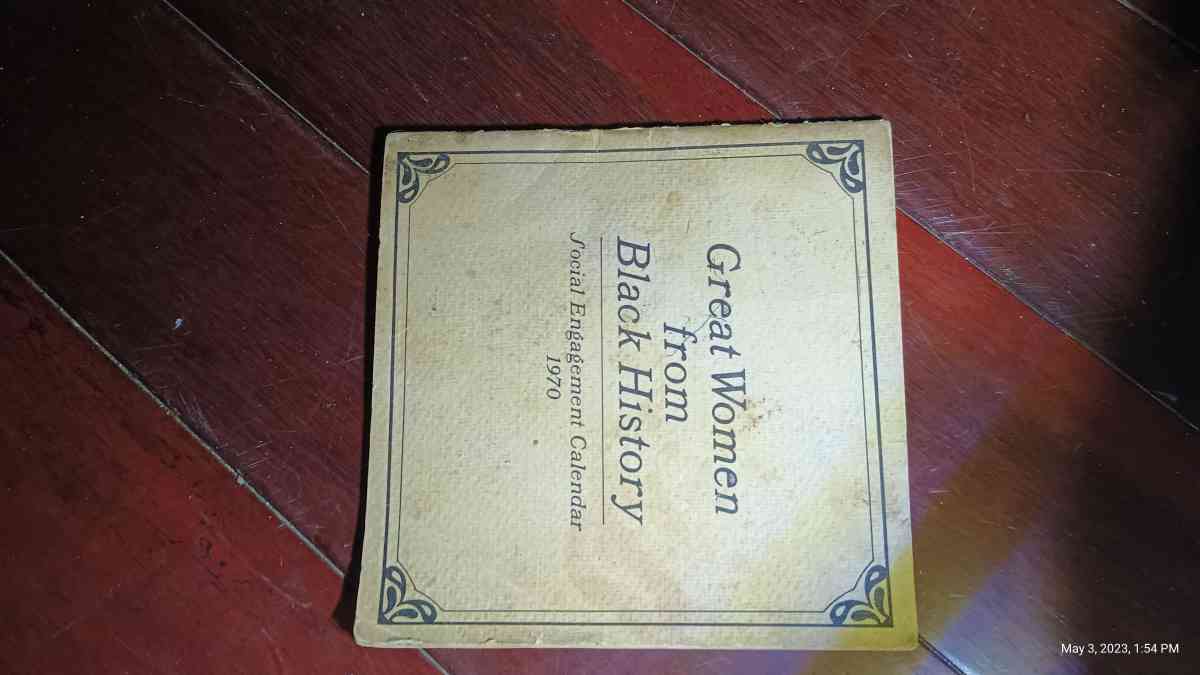 Great Women
from
Black History
Social Engagement Calendar
1970
May 3, 2023, 1:54 PM